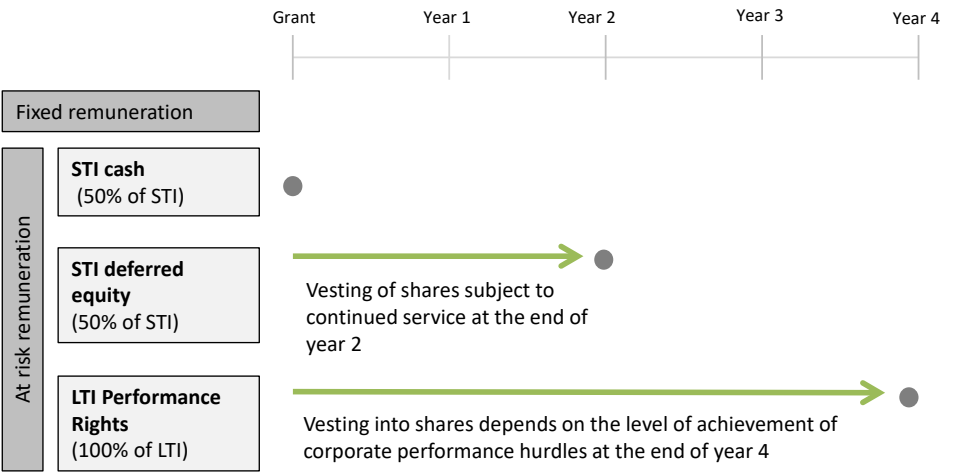 Grant Year 1 Year 2 Year 3 Year 4
Fixed remuneration
At risk remuneration
STI cash
(50% of STI)
STI deferred
equity
(50% of STI)
Vesting of shares subject to
continued service at the end of
year 2
LTI Performance
Rights
(100% of LTI)
Vesting into shares depends on the level of achievement of
corporate performance hurdles at the end of year 4